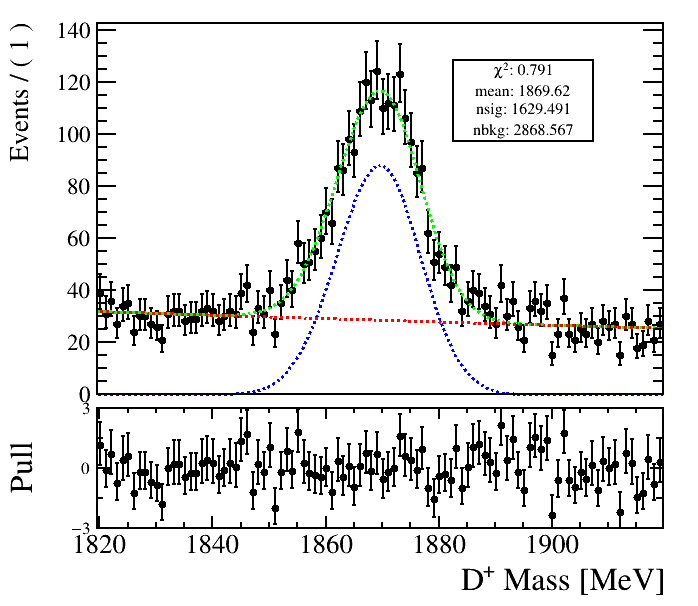 Events / ( 1 )
140
120
100
80
60
40
20
0
χ²: 0.791
mean: 1869.62
nsig: 1629.491
nbkg: 2868.567
Pull
3
0
−3
1820 1840 1860 1880 1900
D⁺ Mass [MeV]